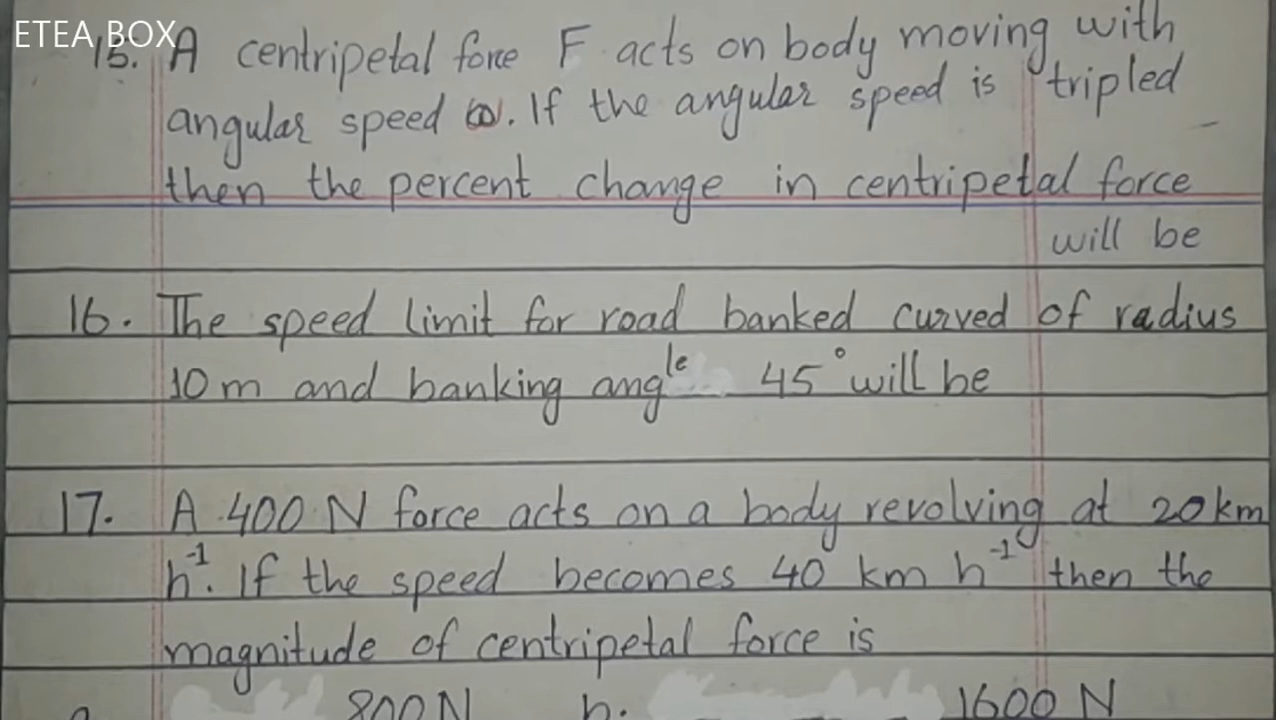 ETEA BOX
15. A centripetal force F acts on body moving with
angular speed ω. If the angular speed is tripled
then the percent change in centripetal force
will be
16. The speed limit for road banked curved of radius
10 m and banking angle 45° will be
17. A 400 N force acts on a body revolving at 20 km
h⁻¹. If the speed becomes 40 km h⁻¹ then the
magnitude of centripetal force is
a. 800 N b. 1600 N